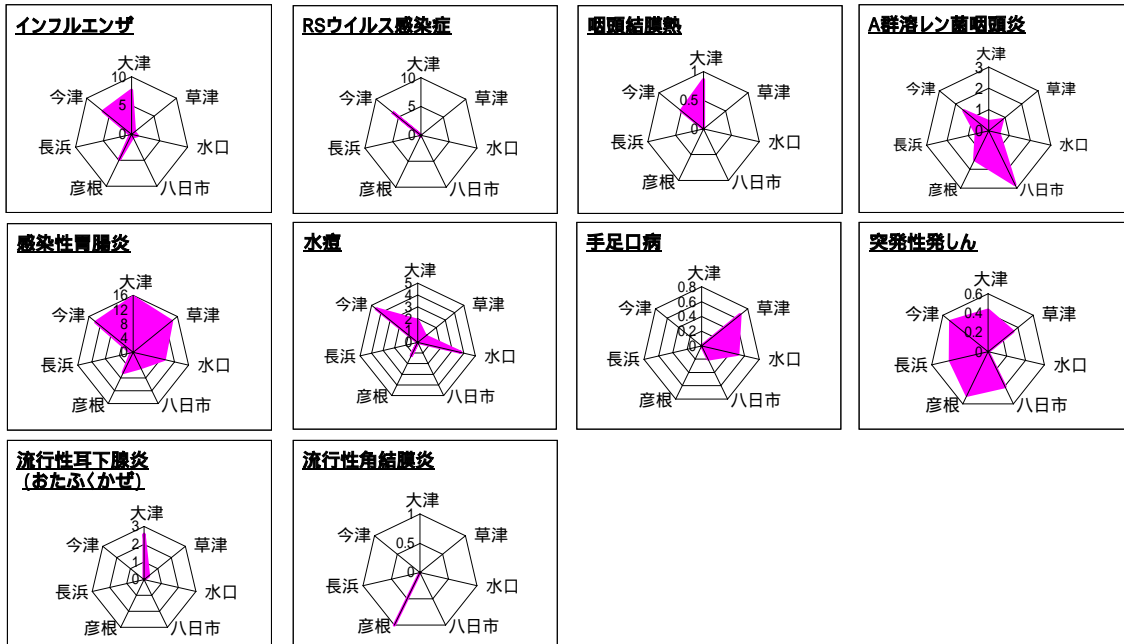 インフルエンザ
大津
草津
水口
八日市
彦根
長浜
今津
10
5
0
RSウイルス感染症
大津
草津
水口
八日市
彦根
長浜
今津
10
5
0
咽頭結膜熱
大津
草津
水口
八日市
彦根
長浜
今津
1
0.5
0
A群溶レン菌咽頭炎
大津
草津
水口
八日市
彦根
長浜
今津
3
2
1
0
感染性胃腸炎
大津
草津
水口
八日市
彦根
長浜
今津
16
12
8
4
0
水痘
大津
草津
水口
八日市
彦根
長浜
今津
5
4
3
2
1
0
手足口病
大津
草津
水口
八日市
彦根
長浜
今津
0.8
0.6
0.4
0.2
0
突発性発しん
大津
草津
水口
八日市
彦根
長浜
今津
0.6
0.4
0.2
0
流行性耳下腺炎
(おたふくかぜ)
大津
草津
水口
八日市
彦根
長浜
今津
3
2
1
0
流行性角結膜炎
大津
草津
水口
八日市
彦根
長浜
今津
1
0.5
0